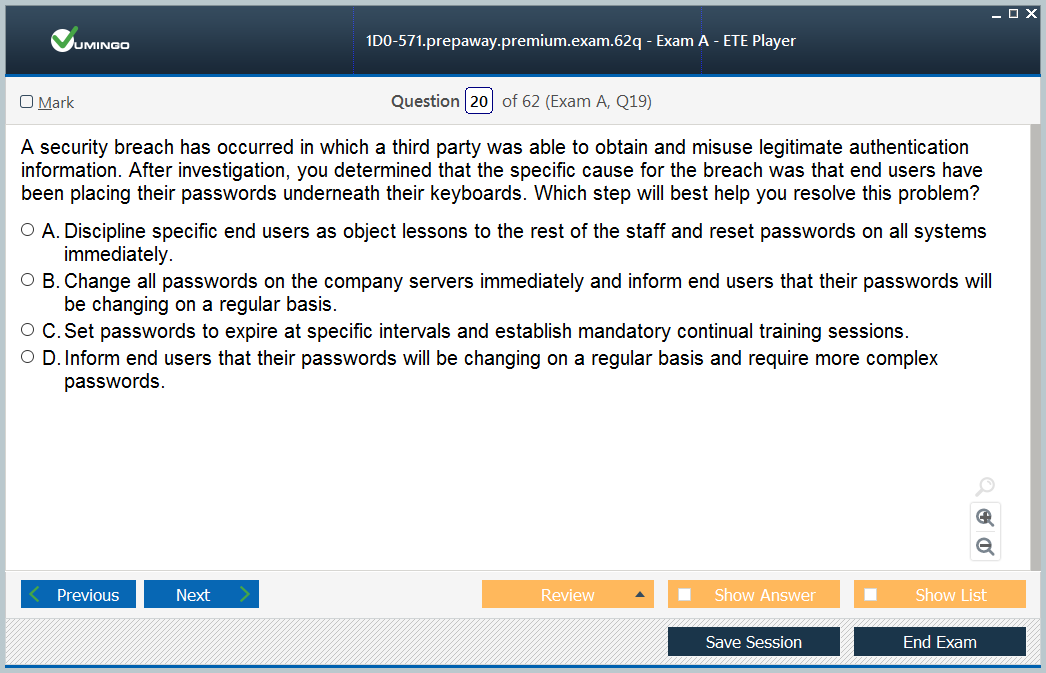 VUMINGO
1D0-571.prepaway.premium.exam.62q - Exam A - ETE Player
Mark
Question 20 of 62 (Exam A, Q19)
A security breach has occurred in which a third party was able to obtain and misuse legitimate authentication
information. After investigation, you determined that the specific cause for the breach was that end users have
been placing their passwords underneath their keyboards. Which step will best help you resolve this problem?
A. Discipline specific end users as object lessons to the rest of the staff and reset passwords on all systems
immediately.
B. Change all passwords on the company servers immediately and inform end users that their passwords will
be changing on a regular basis.
C. Set passwords to expire at specific intervals and establish mandatory continual training sessions.
D. Inform end users that their passwords will be changing on a regular basis and require more complex
passwords.
Previous Next Review Show Answer Show List
Save Session End Exam